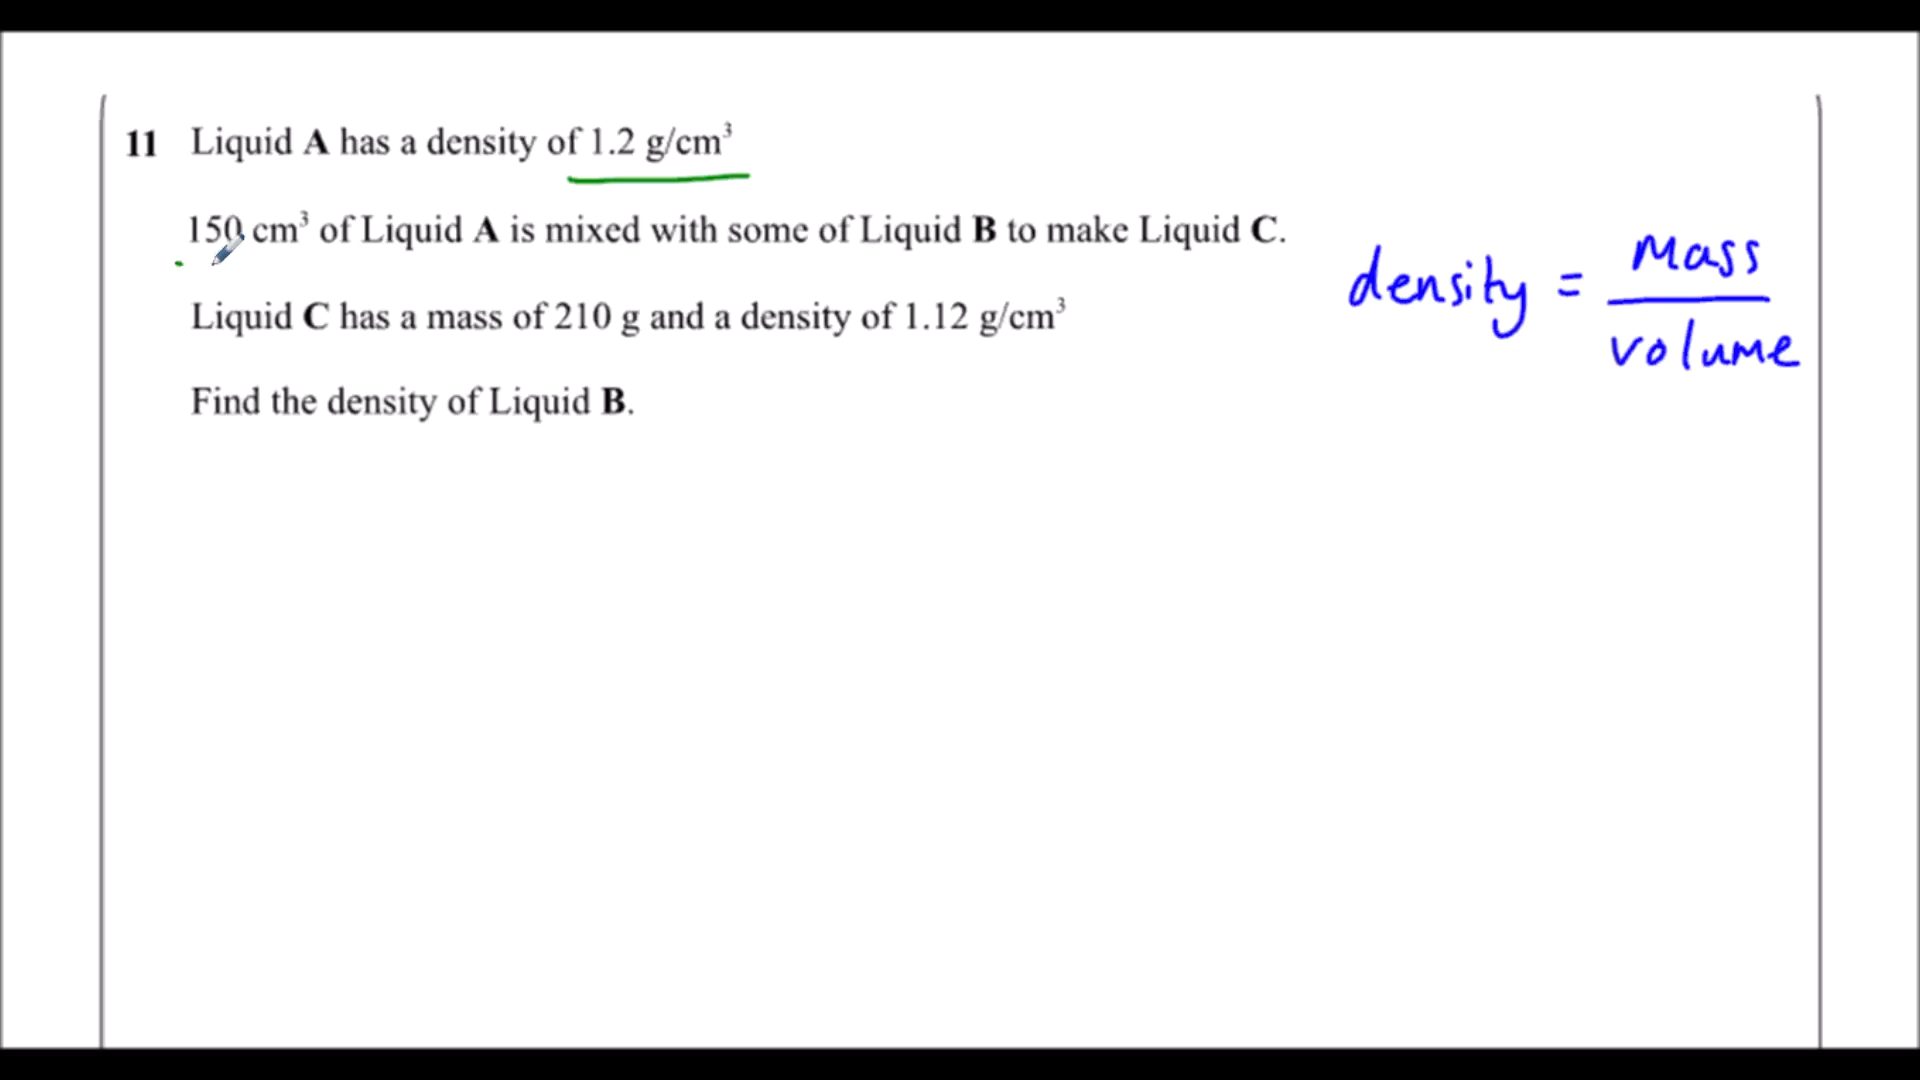 11 Liquid A has a density of 1.2 g/cm³
150 cm³ of Liquid A is mixed with some of Liquid B to make Liquid C.
Liquid C has a mass of 210 g and a density of 1.12 g/cm³
Find the density of Liquid B.
density = mass
volume